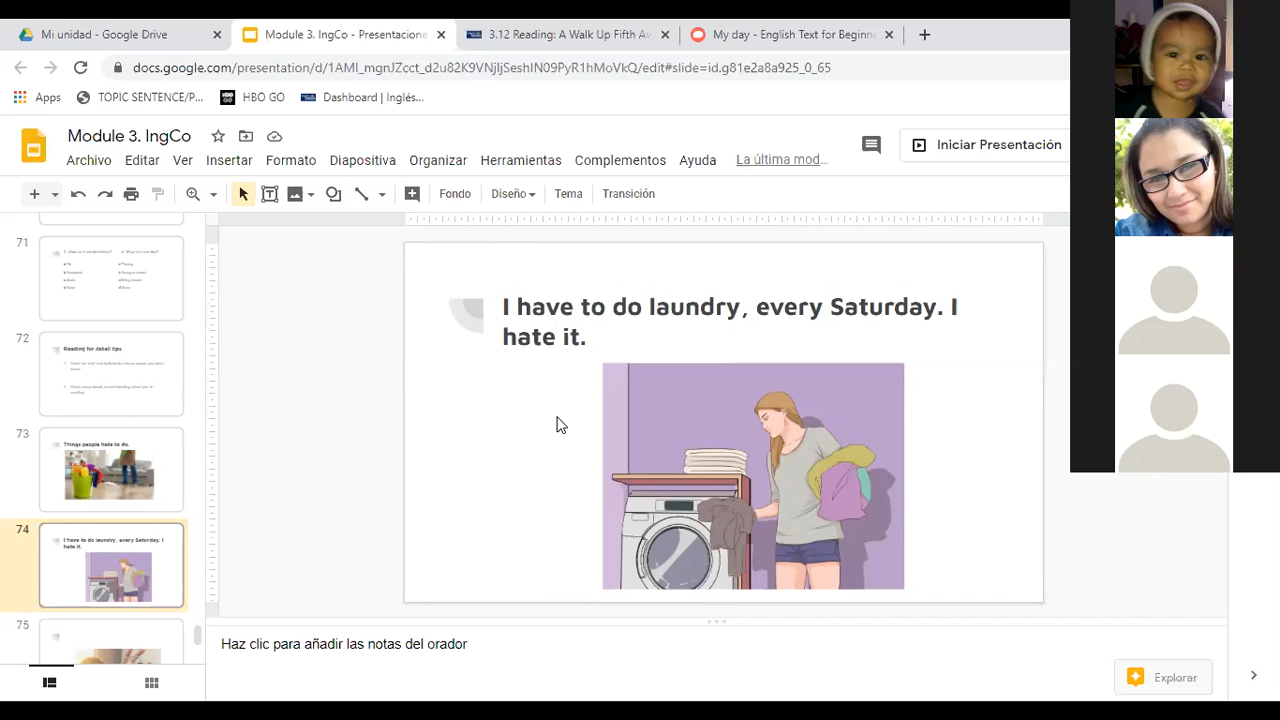 Mi unidad - Google Drive
Module 3. IngCo - Presentacione
3.12 Reading: A Walk Up Fifth Av
My day - English Text for Beginne
docs.google.com/presentation/d/
/edit#slide=id.g81e2a8a925_0_65
Apps
TOPIC SENTENCE/P...
HBO GO
Dashboard | Inglés...
Module 3. IngCo
Iniciar Presentación
Archivo Editar Ver Insertar Formato Diapositiva Organizar Herramientas Complementos Ayuda La última mod...
Fondo Diseño Tema Transición
71
72
Reading for detail tips
73
Things people hate to do.
74
I have to do laundry, every Saturday. I
hate it.
75
I have to do laundry, every Saturday. I
hate it.
Haz clic para añadir las notas del orador
Explorar